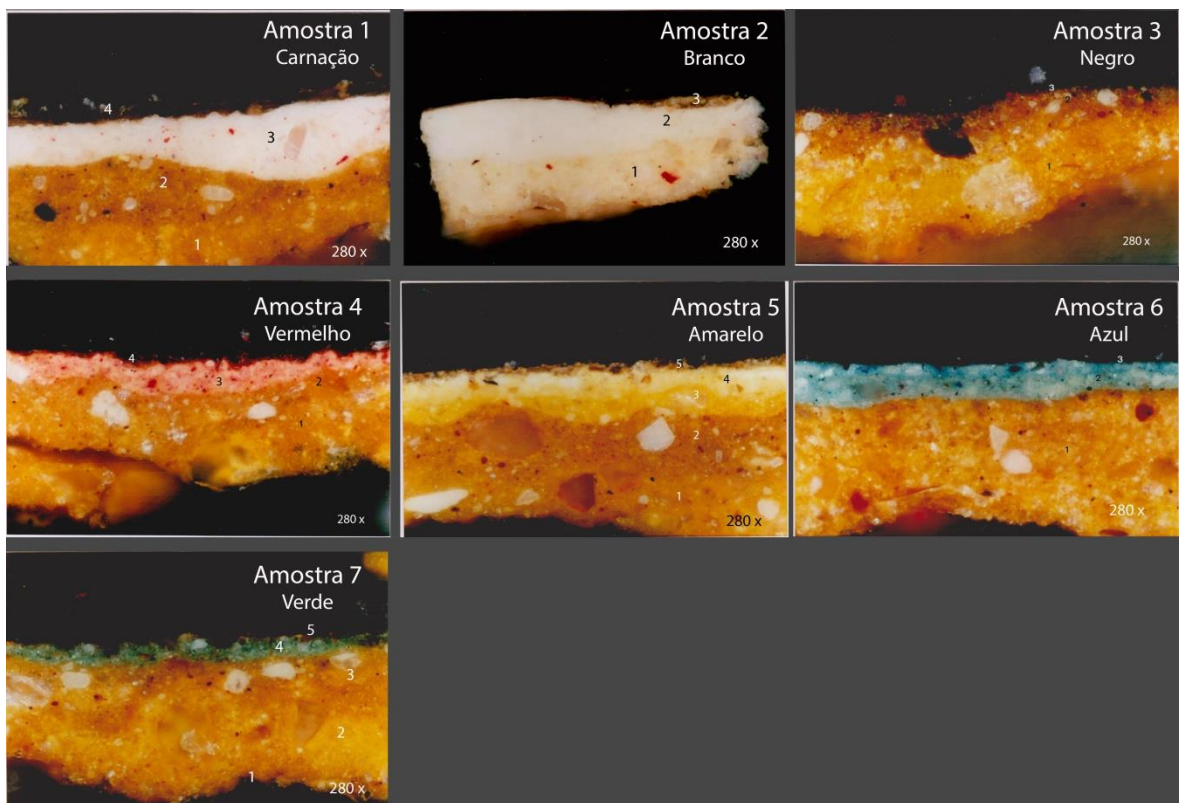 Amostra 1
Carnação
4
3
2
1
280 x
Amostra 2
Branco
3
2
1
280 x
Amostra 3
Negro
3
2
1
280 x
Amostra 4
Vermelho
4
3
2
1
280 x
Amostra 5
Amarelo
5
4
3
2
1
280 x
Amostra 6
Azul
3
2
1
280 x
Amostra 7
Verde
5
4
3
2
1
280 x